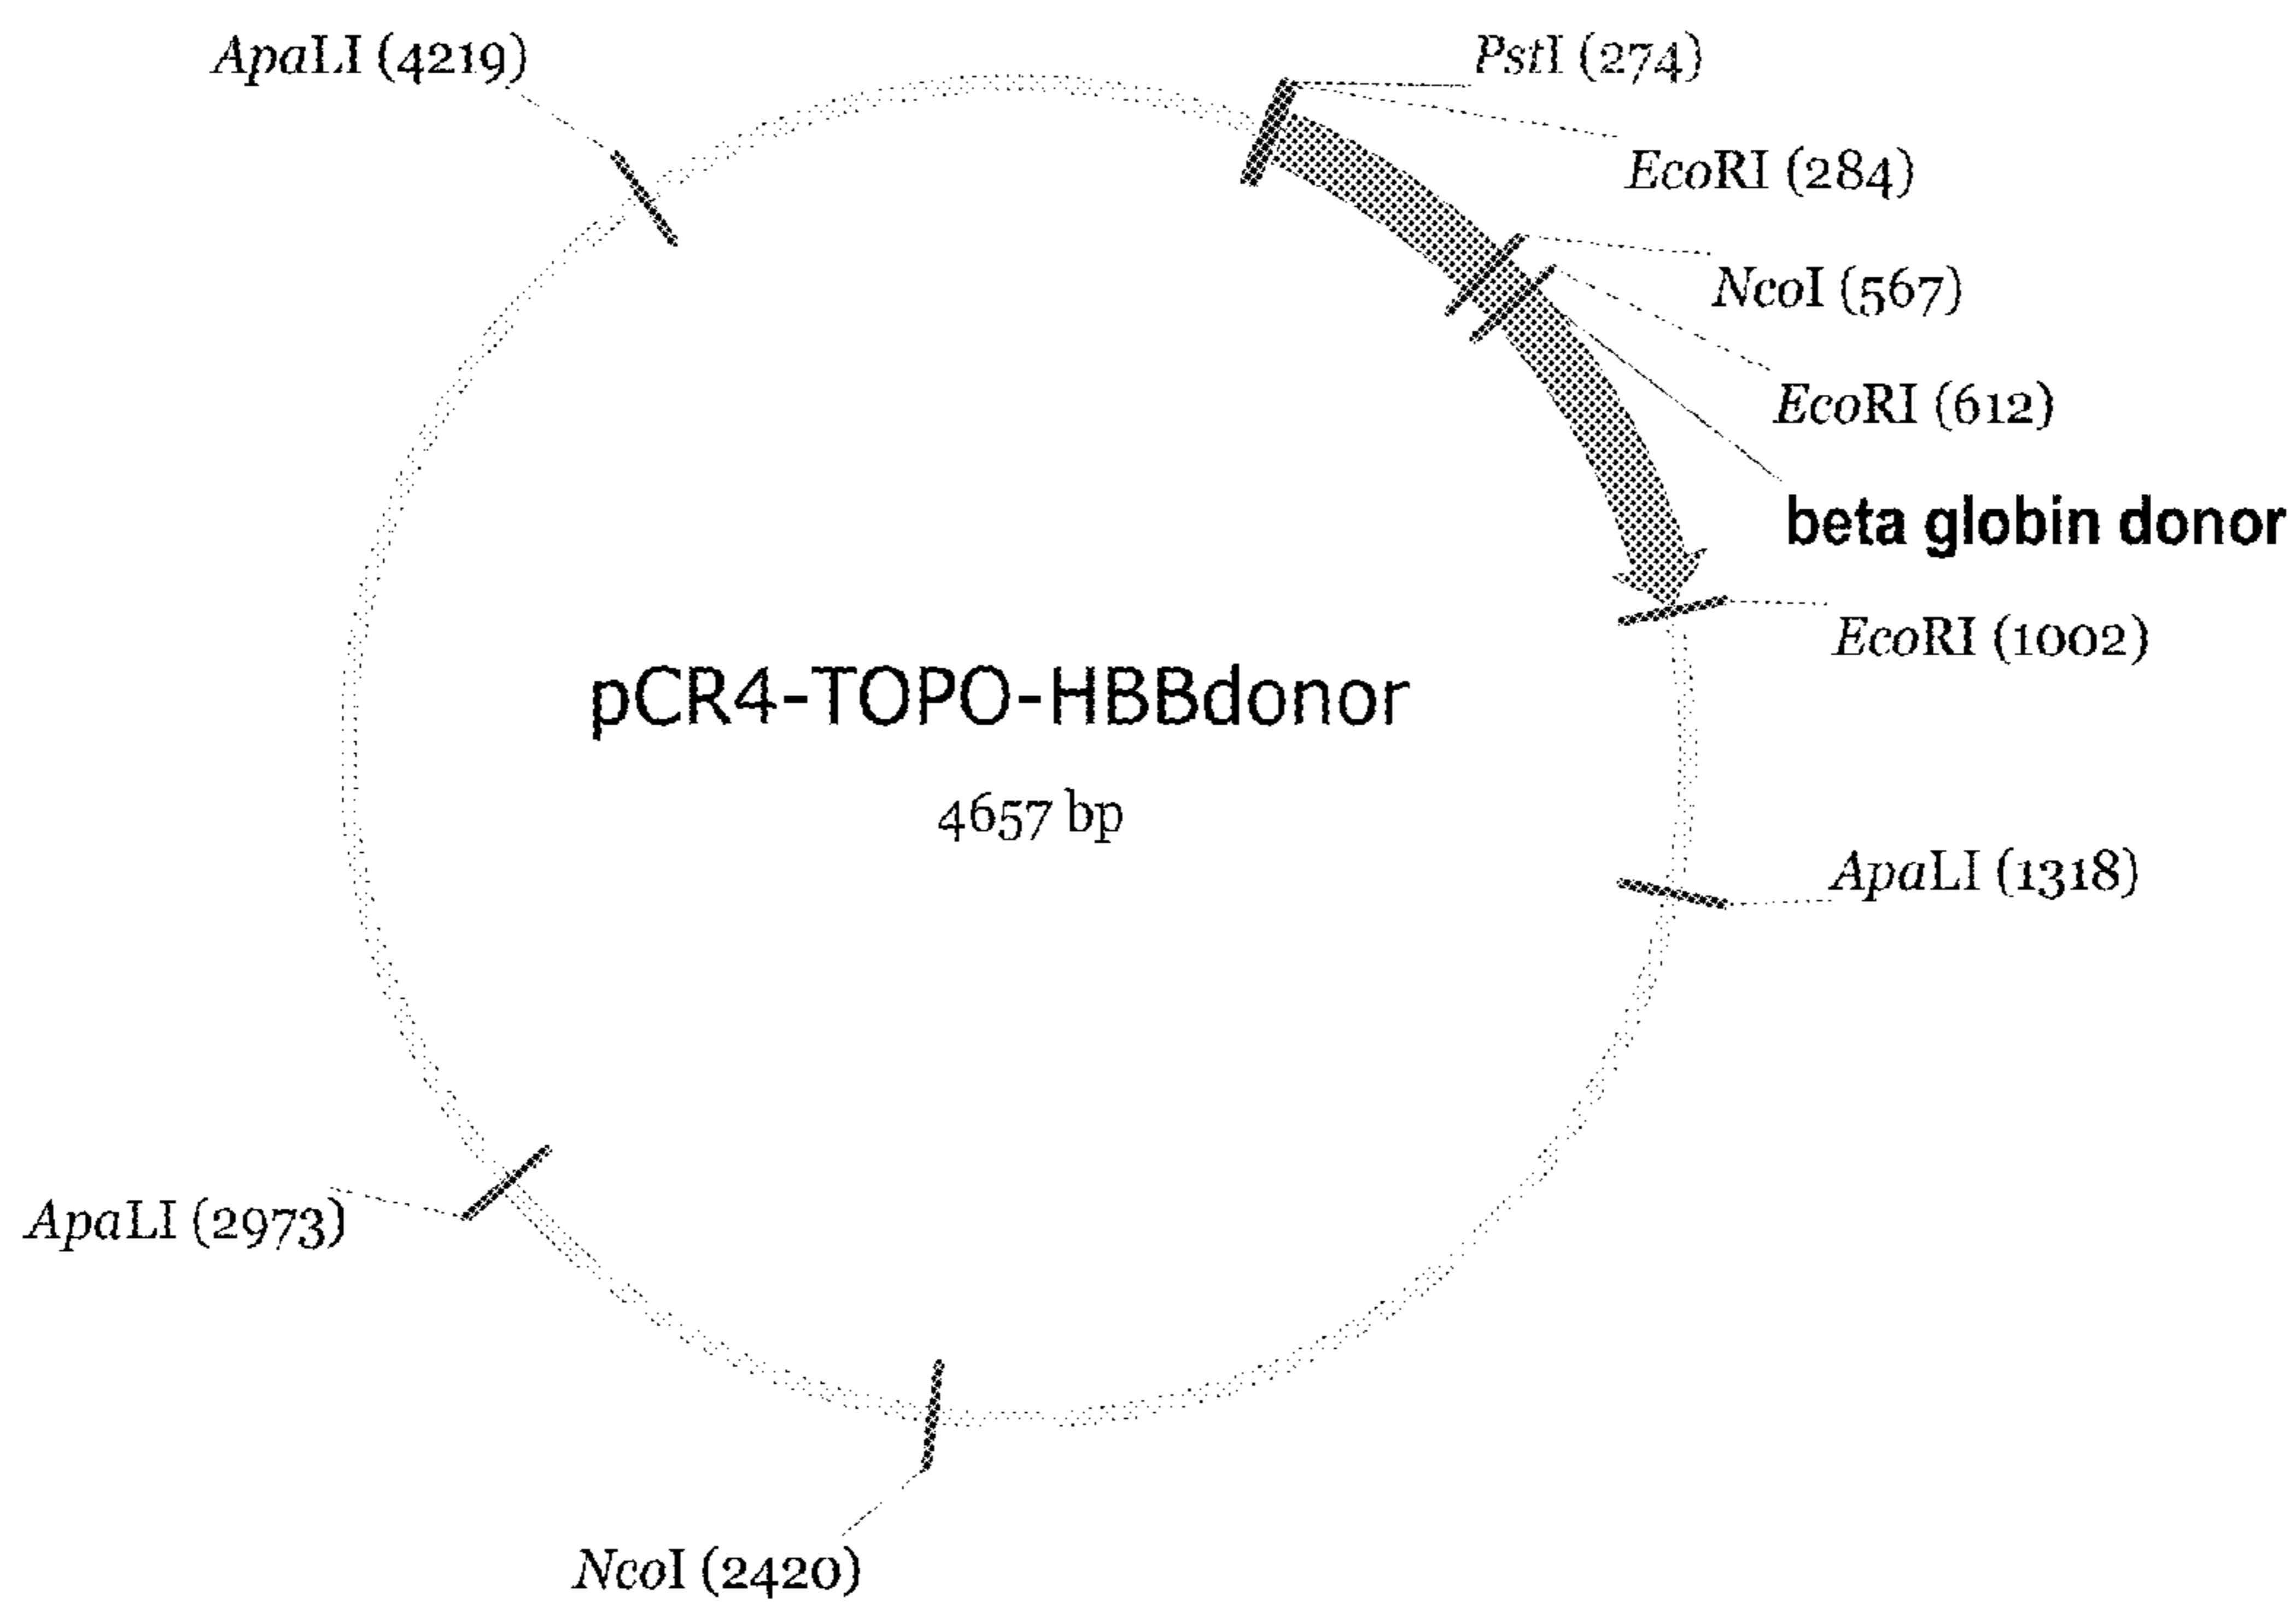 ApaLI (4219)
PstI (274)
EcoRI (284)
NcoI (567)
EcoRI (612)
beta globin donor
EcoRI (1002)
pCR4-TOPO-HBBdonor
4657 bp
ApaLI (1318)
ApaLI (2973)
NcoI (2420)